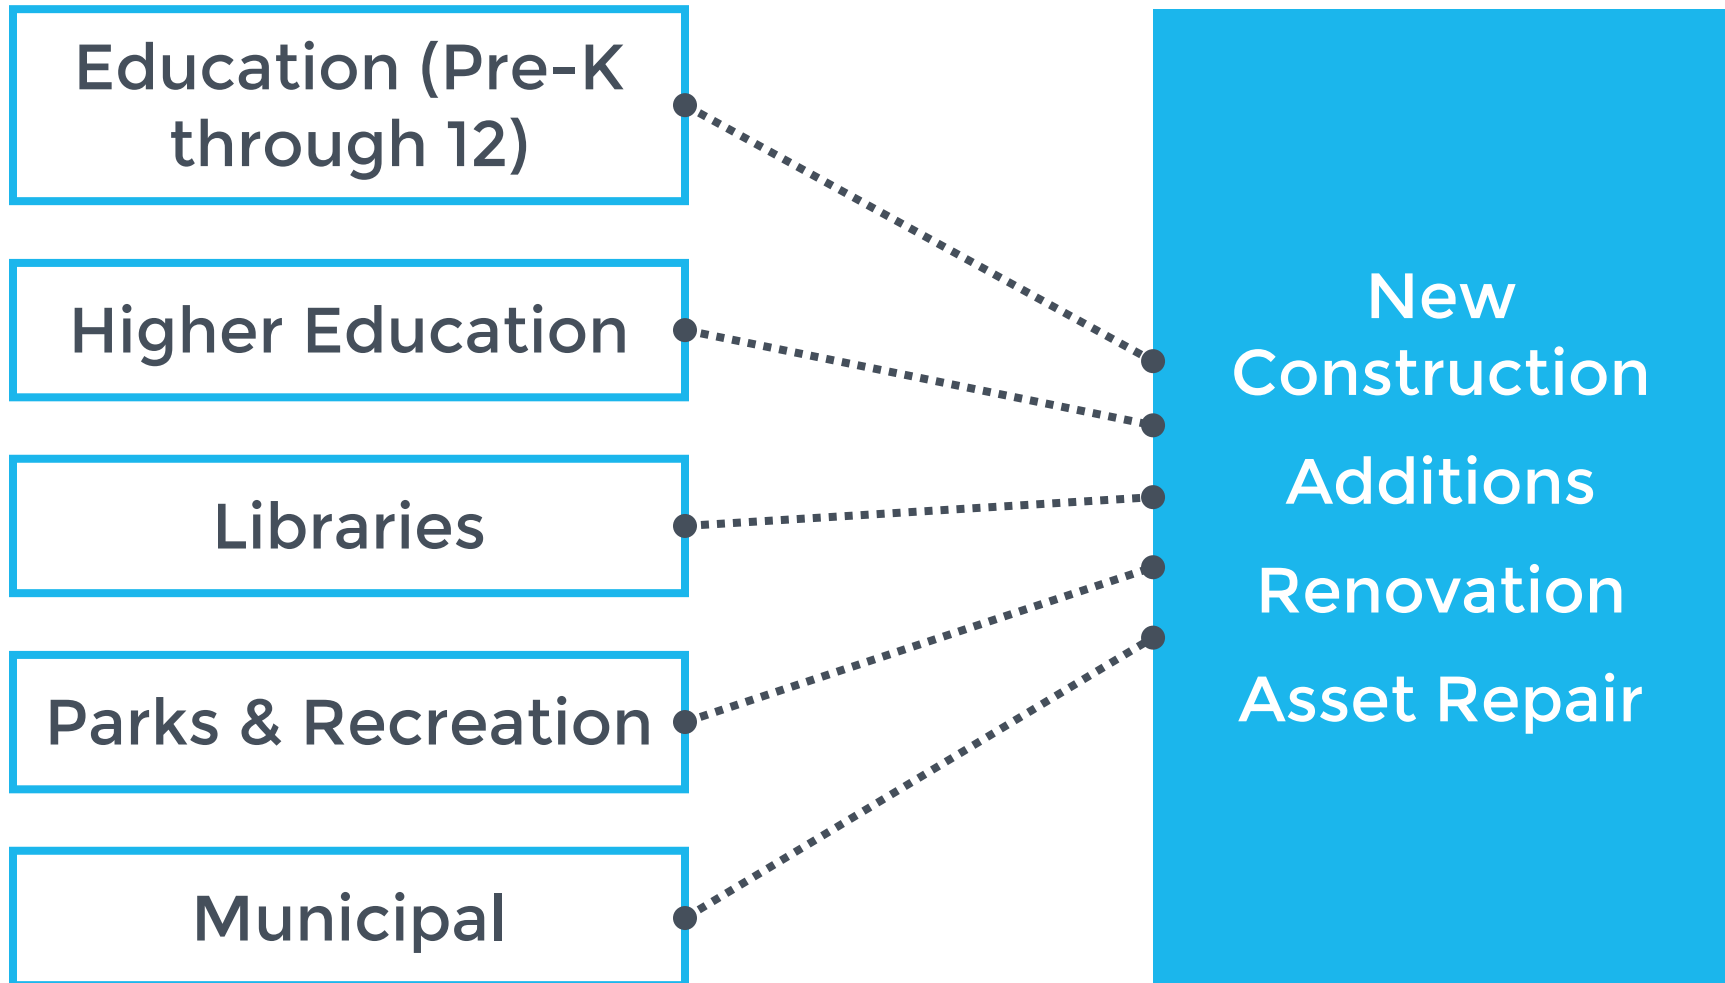 Education (Pre-K
through 12)
Higher Education
Libraries
Parks & Recreation
Municipal
New
Construction
Additions
Renovation
Asset Repair